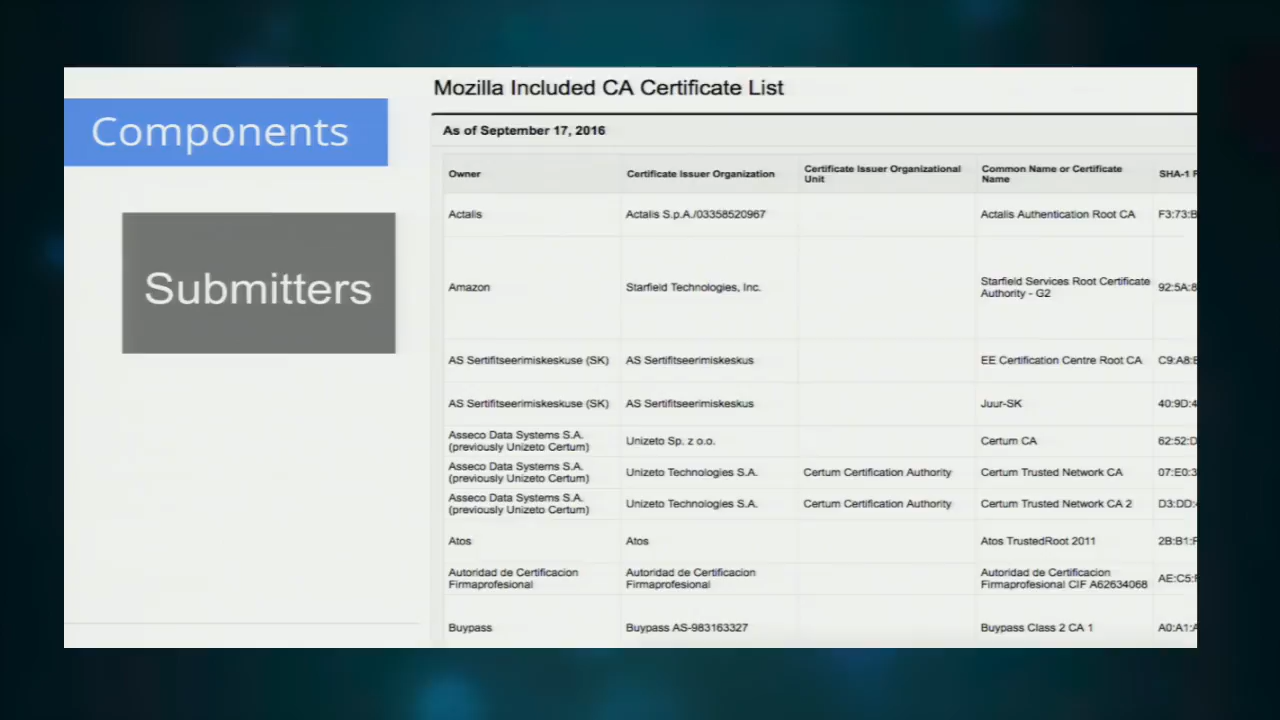 Components
Submitters
Mozilla Included CA Certificate List
As of September 17, 2016
Owner Certificate Issuer Organization Certificate Issuer Organizational Unit Common Name or Certificate Name SHA-1
Actalis Actalis S.p.A./03358520967 Actalis Authentication Root CA F3:73:B
Amazon Starfield Technologies, Inc. Starfield Services Root Certificate Authority - G2 92:5A:8
AS Sertifitseerimiskeskuse (SK) AS Sertifitseerimiskeskus EE Certification Centre Root CA C9:A8:
AS Sertifitseerimiskeskuse (SK) AS Sertifitseerimiskeskus Juur-SK 40:9D:4
Asseco Data Systems S.A. (previously Unizeto Certum) Unizeto Sp. z o.o. Certum CA 62:52:D
Asseco Data Systems S.A. (previously Unizeto Certum) Unizeto Technologies S.A. Certum Certification Authority Certum Trusted Network CA 07:E0:3
Asseco Data Systems S.A. (previously Unizeto Certum) Unizeto Technologies S.A. Certum Certification Authority Certum Trusted Network CA 2 D3:DD:
Atos Atos Atos TrustedRoot 2011 2B:B1:
Autoridad de Certificacion Firmaprofesional Autoridad de Certificacion Firmaprofesional Autoridad de Certificacion Firmaprofesional CIF A62634068 AE:C5:
Buypass Buypass AS-983163327 Buypass Class 2 CA 1 A0:A1: